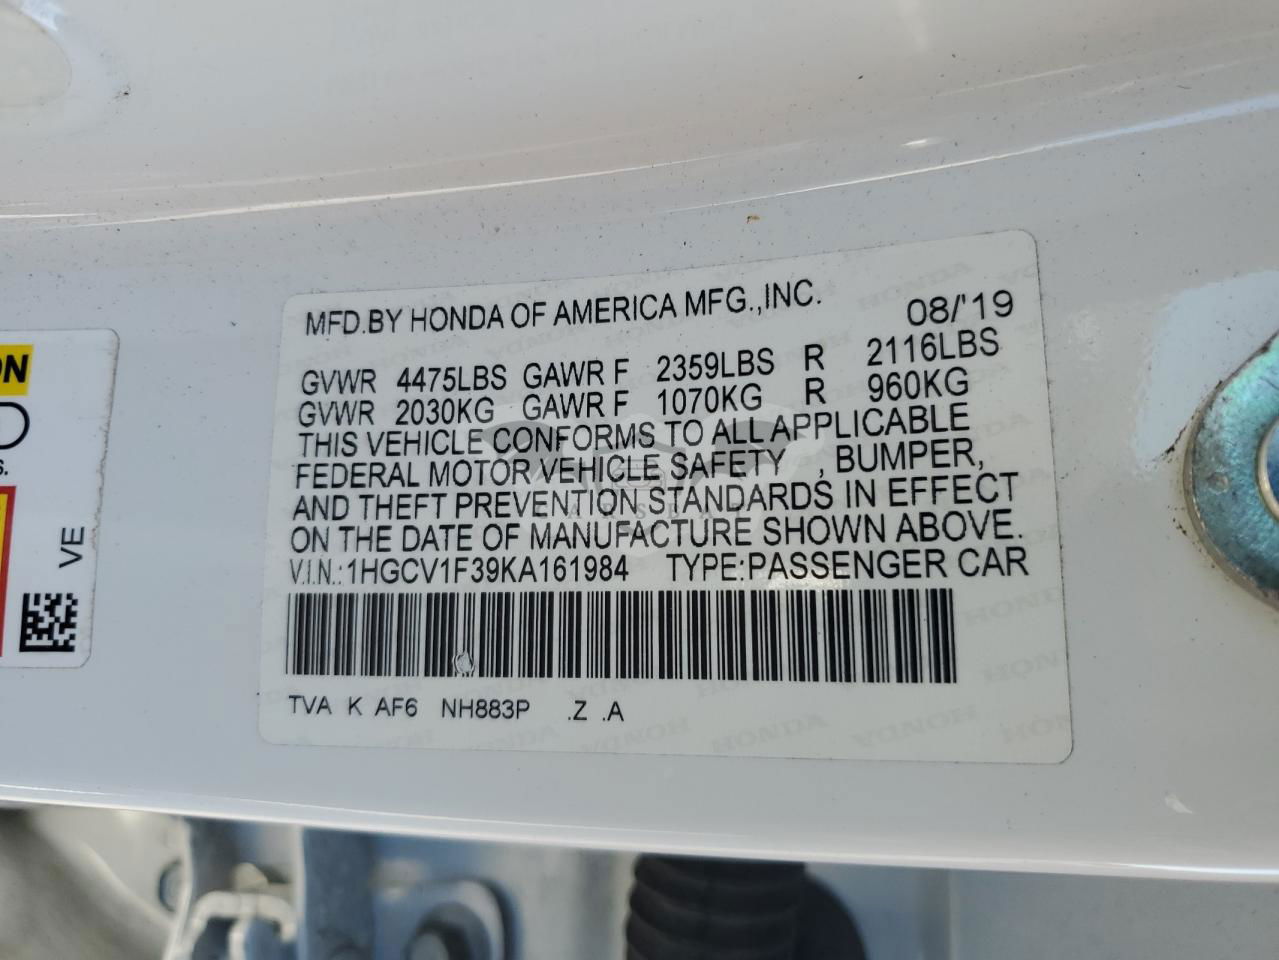 MFD.BY HONDA OF AMERICA MFG.,INC. 08/'19
GVWR 4475LBS GAWR F 2359LBS R 2116LBS
GVWR 2030KG GAWR F 1070KG R 960KG
THIS VEHICLE CONFORMS TO ALL APPLICABLE
FEDERAL MOTOR VEHICLE SAFETY , BUMPER,
AND THEFT PREVENTION STANDARDS IN EFFECT
ON THE DATE OF MANUFACTURE SHOWN ABOVE.
V.I.N.: 1HGCV1F39KA161984 TYPE: PASSENGER CAR
TVA K AF6 NH883P .Z .A
VE